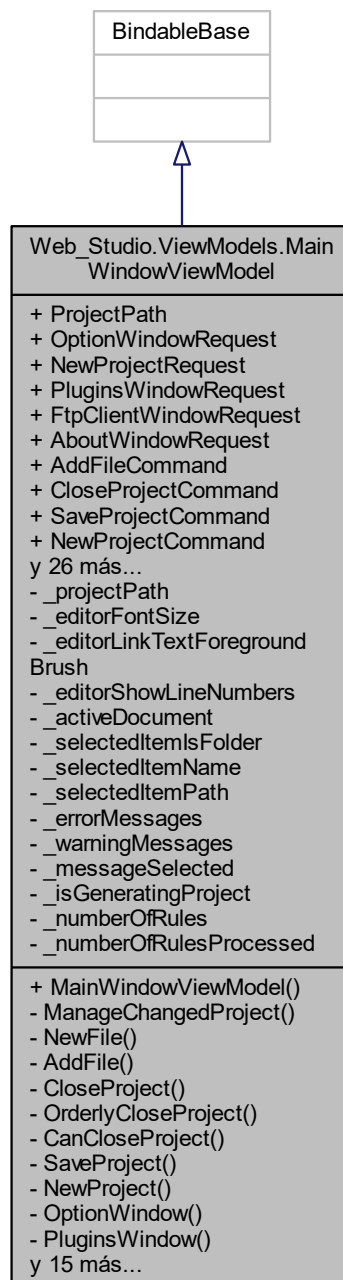 BindableBase
Web_Studio.ViewModels.Main
WindowViewModel
+ ProjectPath
+ OptionWindowRequest
+ NewProjectRequest
+ PluginsWindowRequest
+ FtpClientWindowRequest
+ AboutWindowRequest
+ AddFileCommand
+ CloseProjectCommand
+ SaveProjectCommand
+ NewProjectCommand
y 26 más...
- _projectPath
- _editorFontSize
- _editorLinkTextForeground
Brush
- _editorShowLineNumbers
- _activeDocument
- _selectedItemIsFolder
- _selectedItemName
- _selectedItemPath
- _errorMessages
- _warningMessages
- _messageSelected
- _isGeneratingProject
- _numberOfRules
- _numberOfRulesProcessed
+ MainWindowViewModel()
- ManageChangedProject()
- NewFile()
- AddFile()
- CloseProject()
- OrderlyCloseProject()
- CanCloseProject()
- SaveProject()
- NewProject()
- OptionWindow()
- PluginsWindow()
y 15 más...